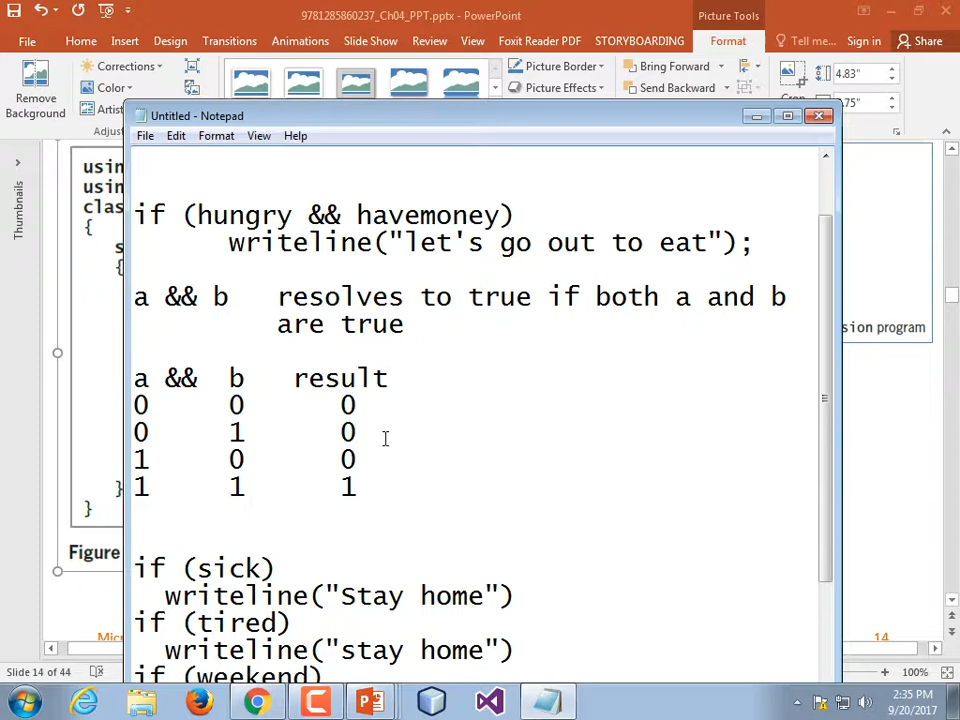 9781285860237_Ch04_PPT.pptx - PowerPoint
Picture Tools
File Home Insert Design Transitions Animations Slide Show Review View Foxit Reader PDF STORYBOARDING Format Tell me... Sign in Share
Remove Background
Corrections
Color
Picture Border
Picture Effects
Bring Forward
Send Backward
4.83"
Untitled - Notepad
File Edit Format View Help
Thumbnails
{
{
}
}
if (hungry && havemoney)
writeline("let's go out to eat");
a && b resolves to true if both a and b
are true
a && b result
0 0 0
0 1 0
1 0 0
1 1 1
if (sick)
writeline("Stay home")
if (tired)
writeline("stay home")
if (weekend)
program
Figure
14
Slide 14 of 44
100%
2:35 PM
9/20/2017